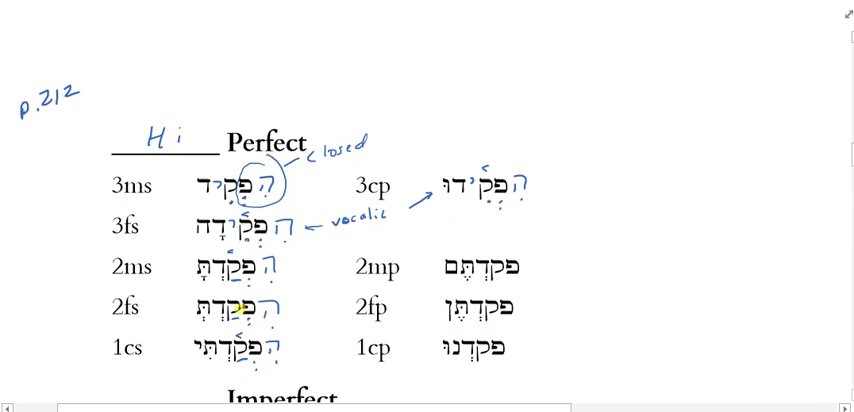 p.212
Hi Perfect closed
3ms הִפְקִיד 3cp הִפְקִידוּ
vocalic
3fs הִפְקִידָה
2ms הִפְקַדְתָּ 2mp פקדְתֶּם
2fs הִפְקַדְתְּ 2fp פקדְתֶּן
1cs הִפְקַדְתִּי 1cp פקדְנוּ
Imperfect